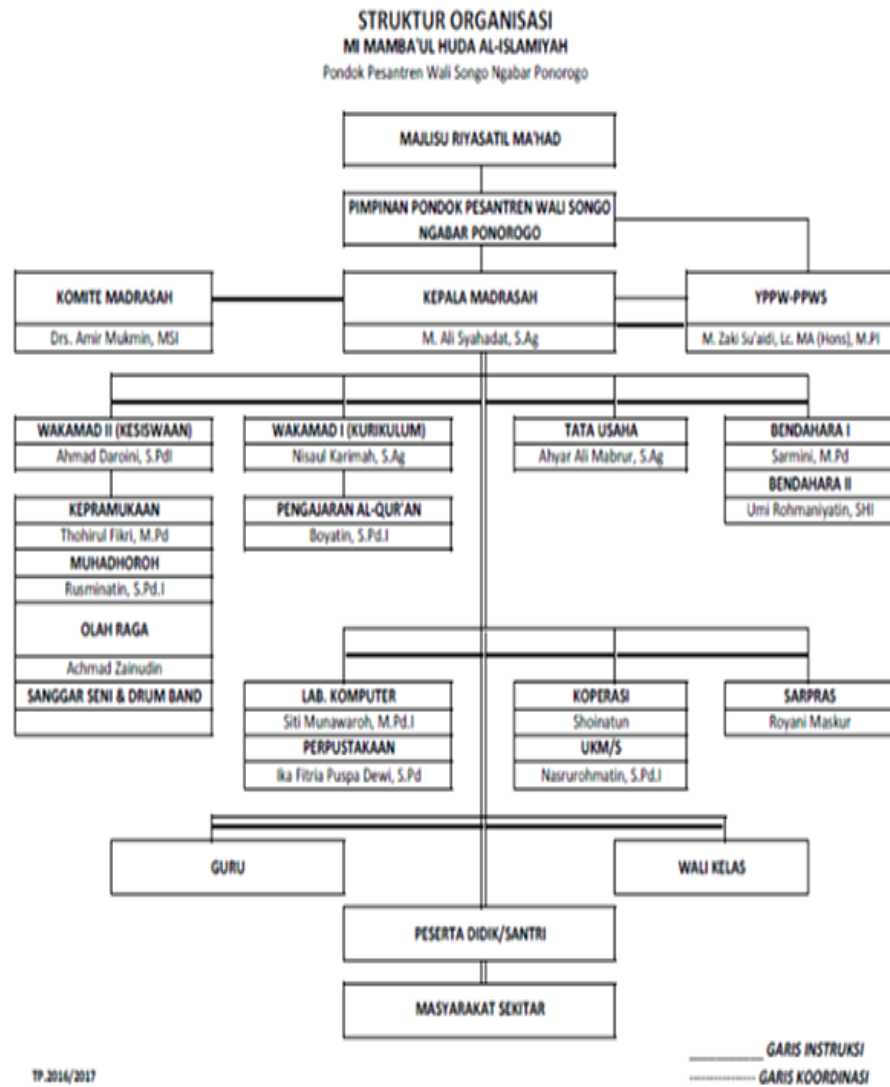 STRUKTUR ORGANISASI
MI MAMBA'UL HUDA AL-ISLAMIYAH
Pondok Pesantren Wali Songo Ngabar Ponorogo
MAJLISU RIYASATIL MA'HAD
PIMPINAN PONDOK PESANTREN WALI SONGO
NGABAR PONOROGO
KOMITE MADRASAH
Drs. Amir Mukmin, MSI
KEPALA MADRASAH
M. Ali Syahadat, S.Ag
YPPW-PPWS
M. Zaki Su'aidi, Lc. MA (Hons), M.PI
WAKAMAD II (KESISWAAN)
Ahmad Daroini, S.PdI
WAKAMAD I (KURIKULUM)
Nisaul Karimah, S.Ag
TATA USAHA
Ahyar Ali Mabrur, S.Ag
BENDAHARA I
Sarmini, M.Pd
BENDAHARA II
Umi Rohmaniyatin, SHI
KEPRAMUKAAN
Thohirul Fikri, M.Pd
MUHADHOROH
Rusminatin, S.Pd.I
OLAH RAGA
Achmad Zainudin
SANGGAR SENI & DRUM BAND
PENGAJARAN AL-QUR'AN
Boyatin, S.Pd.I
LAB. KOMPUTER
Siti Munawaroh, M.Pd.I
PERPUSTAKAAN
Ika Fitria Puspa Dewi, S.Pd
KOPERASI
Shoinatun
UKM/S
Nasrurohmatin, S.Pd.I
SARPRAS
Royani Maskur
GURU
WALI KELAS
PESERTA DIDIK/SANTRI
MASYARAKAT SEKITAR
TP.2016/2017
GARIS INSTRUKSI
GARIS KOORDINASI